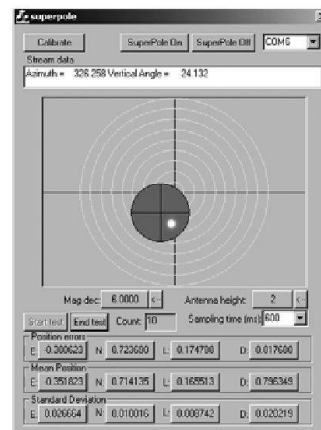 superpole
Calibrate SuperPole On SuperPole Off COM6
Stream data
Azimuth = 326.258 Vertical Angle = 24.132
Mag dec: 6.0000 <-- Antenna height: 2 <--
Start test End test Count: 10 Sampling time (ms): 600
Position errors
E: -0.300623 N: 0.723600 L: 0.174700 D: 0.017600
Mean Position
E: -0.351823 N: 0.714135 L: 0.165513 D: 0.796349
Standard Deviation
E: 0.026664 N: 0.010016 L: 0.008742 D: 0.020219